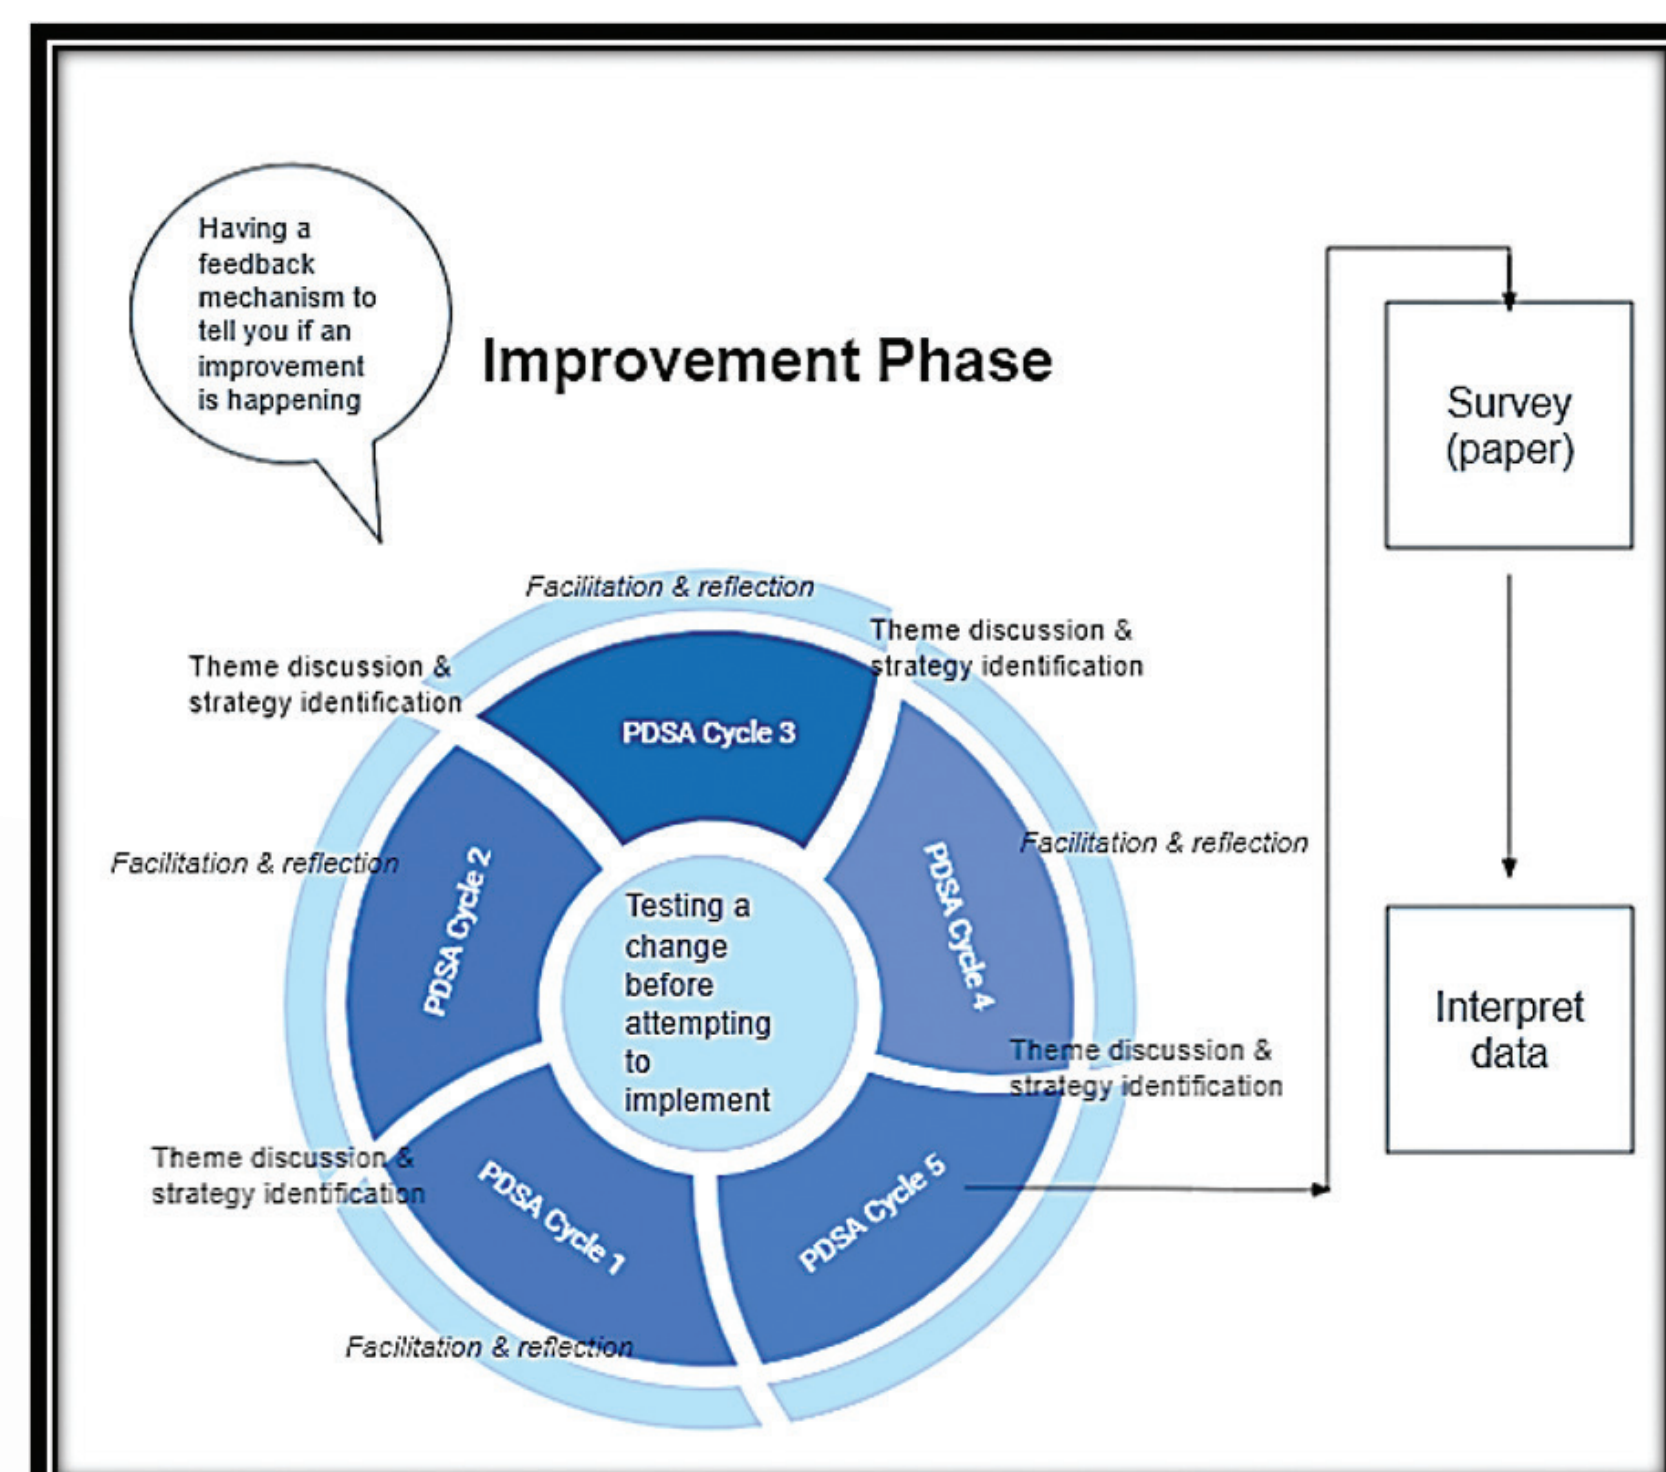 Having a
feedback
mechanism to
tell you if an
improvement
is happening
Improvement Phase
Survey
(paper)
Facilitation & reflection
Theme discussion &
strategy identification
Theme discussion &
strategy identification
PDSA Cycle 3
Facilitation & reflection
PDSA Cycle 2
PDSA Cycle 4
Facilitation & reflection
Testing a
change
before
attempting
to
implement
Interpret
data
Theme discussion &
strategy identification
Theme discussion &
strategy identification
PDSA Cycle 1
PDSA Cycle 5
Facilitation & reflection